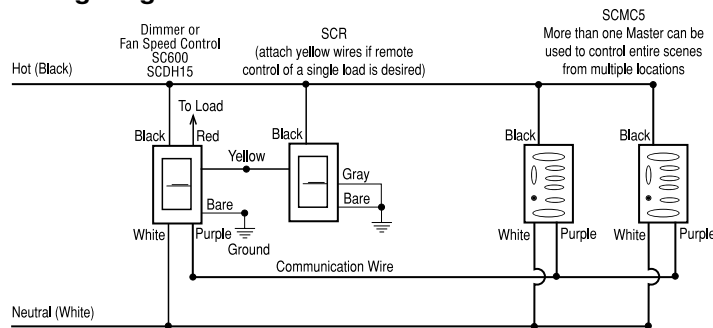 Dimmer or
Fan Speed Control
SC600
SCDH15
SCR
(attach yellow wires if remote
control of a single load is desired)
SCMC5
More than one Master can be
used to control entire scenes
from multiple locations
Hot (Black)
To Load
Black
Red
Yellow
Black
Gray
Bare
Bare
Ground
White
Purple
Black
Black
White
Purple
White
Purple
Communication Wire
Neutral (White)